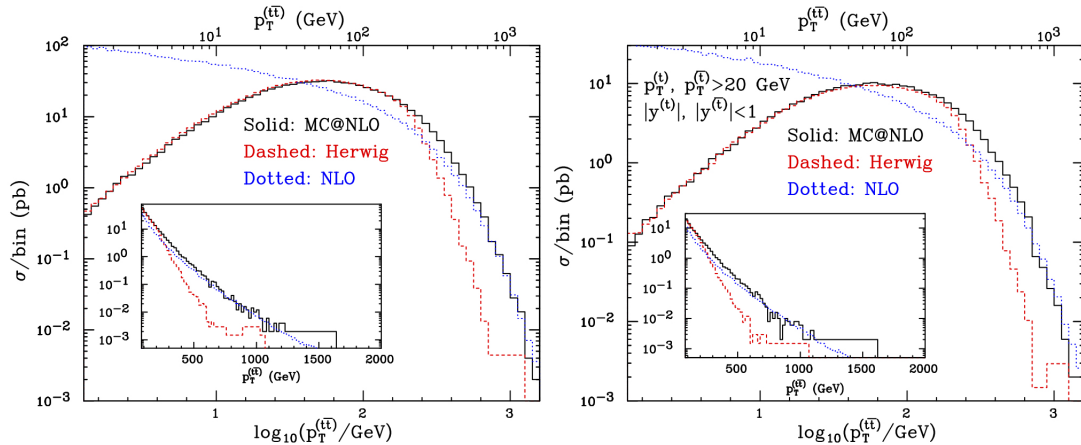 p_T^(tt̅) (GeV)
10^1 10^2 10^3
10^2
10^1
10^0
10^−1
10^−2
10^−3
σ/bin (pb)
Solid: MC@NLO
Dashed: Herwig
Dotted: NLO
10^1
10^0
10^−1
10^−2
10^−3
500 1000 1500 2000
p_T^(tt̅) (GeV)
1 2 3
log_10(p_T^(tt̅)/GeV)
p_T^(tt̅) (GeV)
10^1 10^2 10^3
10^1
10^0
10^−1
10^−2
10^−3
σ/bin (pb)
p_T^(t), p_T^(t̅)>20 GeV
|y^(t)|, |y^(t̅)|<1
Solid: MC@NLO
Dashed: Herwig
Dotted: NLO
10^1
10^0
10^−1
10^−2
10^−3
500 1000 1500 2000
p_T^(tt̅) (GeV)
1 2 3
log_10(p_T^(tt̅)/GeV)